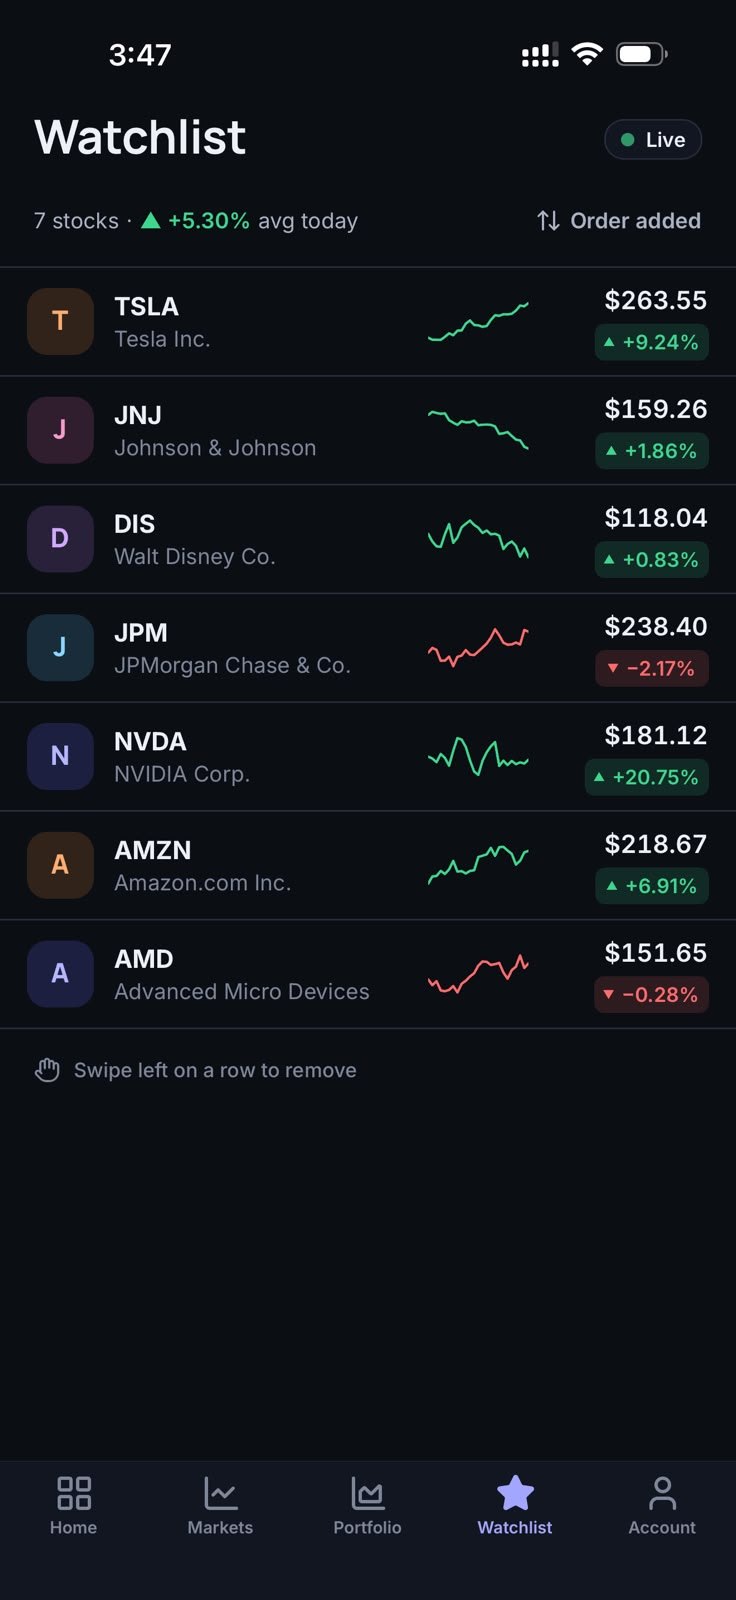 3:47
Watchlist
Live
7 stocks · ▲ +5.30% avg today
Order added
T
TSLA
Tesla Inc.
$263.55
▲ +9.24%
J
JNJ
Johnson & Johnson
$159.26
▲ +1.86%
D
DIS
Walt Disney Co.
$118.04
▲ +0.83%
J
JPM
JPMorgan Chase & Co.
$238.40
▼ −2.17%
N
NVDA
NVIDIA Corp.
$181.12
▲ +20.75%
A
AMZN
Amazon.com Inc.
$218.67
▲ +6.91%
A
AMD
Advanced Micro Devices
$151.65
▼ −0.28%
Swipe left on a row to remove
Home
Markets
Portfolio
Watchlist
Account